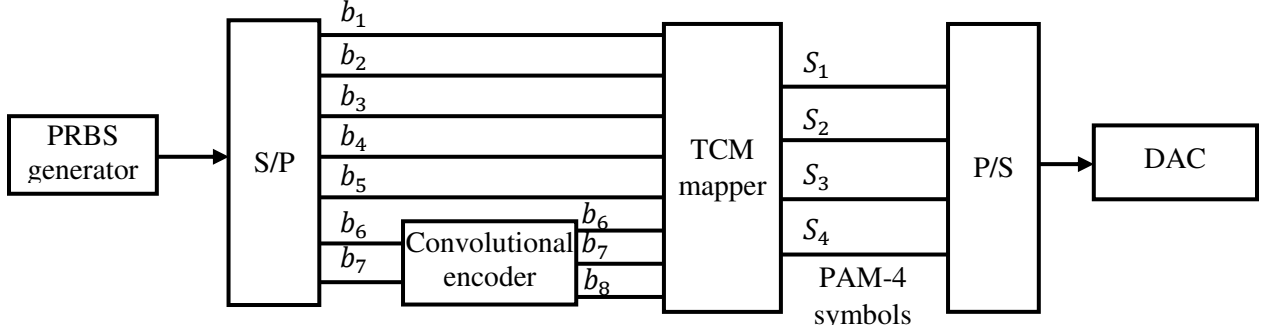 PRBS
generator
S/P
b₁
b₂
b₃
b₄
b₅
b₆
b₇
Convolutional
encoder
b₆
b₇
b₈
TCM
mapper
S₁
S₂
S₃
S₄
PAM-4
symbols
P/S
DAC